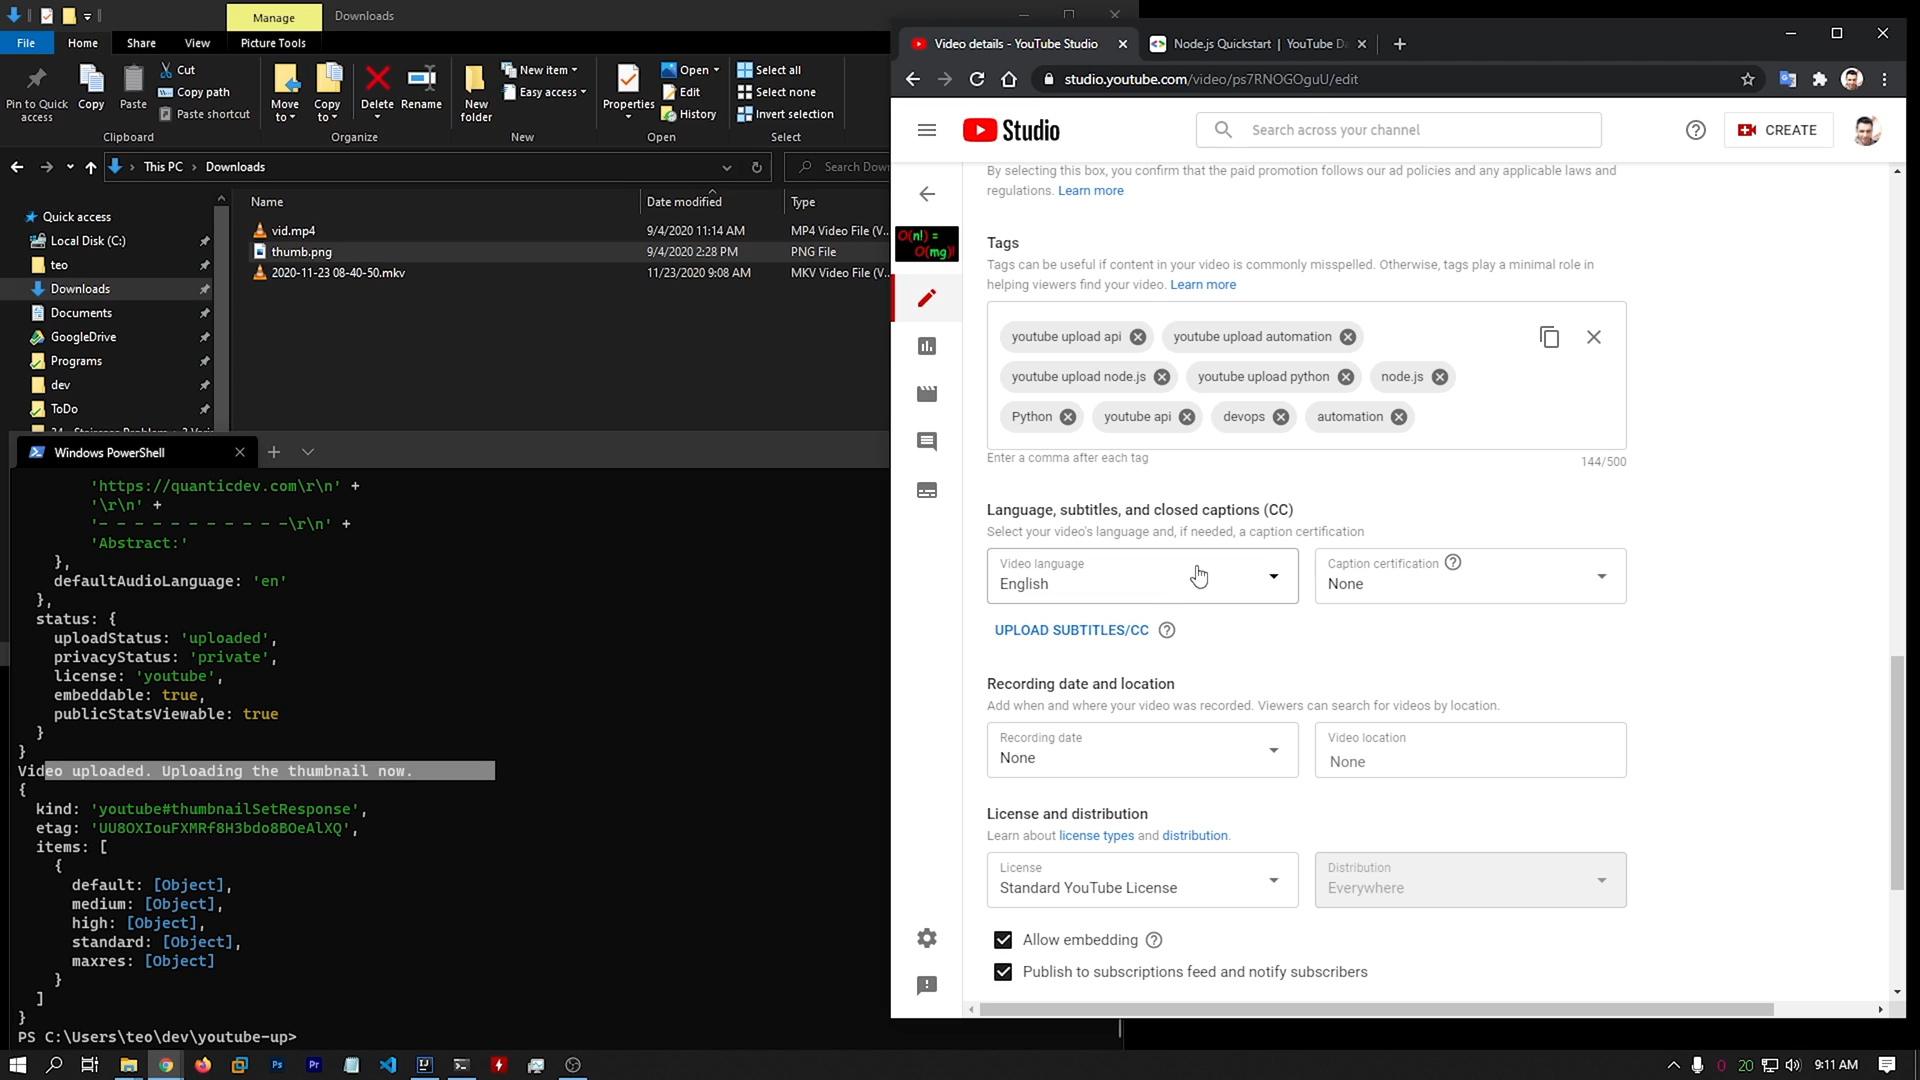 Manage
Downloads
File
Home
Share
View
Picture Tools
Pin to Quick access
Copy
Paste
Cut
Copy path
Paste shortcut
Clipboard
Move to
Copy to
Delete
Rename
Organize
New folder
New item
Easy access
New
Properties
Open
Edit
History
Open
Select all
Select none
Invert selection
Select
This PC
Downloads
Search Dow
Name
Date modified
Type
vid.mp4
9/4/2020 11:14 AM
MP4 Video File (V...
thumb.png
9/4/2020 2:28 PM
PNG File
2020-11-23 08-40-50.mkv
11/23/2020 9:08 AM
MKV Video File (V...
Quick access
Local Disk (C:)
teo
Downloads
Documents
GoogleDrive
Programs
dev
ToDo
Windows PowerShell
'https://quanticdev.com\r\n' +
'\r\n' +
'- - - - - - - - - - -\r\n' +
'Abstract:'
},
defaultAudioLanguage: 'en'
},
status: {
uploadStatus: 'uploaded',
privacyStatus: 'private',
license: 'youtube',
embeddable: true,
publicStatsViewable: true
}
}
Video uploaded. Uploading the thumbnail now.
{
kind: 'youtube#thumbnailSetResponse',
etag: 'UU8OXIouFXMRf8H3bdo8BOeAlXQ',
items: [
{
default: [Object],
medium: [Object],
high: [Object],
standard: [Object],
maxres: [Object]
}
]
}
PS C:\Users\teo\dev\youtube-up>
Video details - YouTube Studio
Node.js Quickstart | YouTube Da
studio.youtube.com/video/ps7RNOGOguU/edit
Studio
Search across your channel
CREATE
O(n!) =
O(mg)!
By selecting this box, you confirm that the paid promotion follows our ad policies and any applicable laws and
regulations. Learn more
Tags
Tags can be useful if content in your video is commonly misspelled. Otherwise, tags play a minimal role in
helping viewers find your video. Learn more
youtube upload api
youtube upload automation
youtube upload node.js
youtube upload python
node.js
Python
youtube api
devops
automation
Enter a comma after each tag
144/500
Language, subtitles, and closed captions (CC)
Select your video's language and, if needed, a caption certification
Video language
English
Caption certification
None
UPLOAD SUBTITLES/CC
Recording date and location
Add when and where your video was recorded. Viewers can search for videos by location.
Recording date
None
Video location
None
License and distribution
Learn about license types and distribution.
License
Standard YouTube License
Distribution
Everywhere
Allow embedding
Publish to subscriptions feed and notify subscribers
Ps
Pr
0
20
9:11 AM